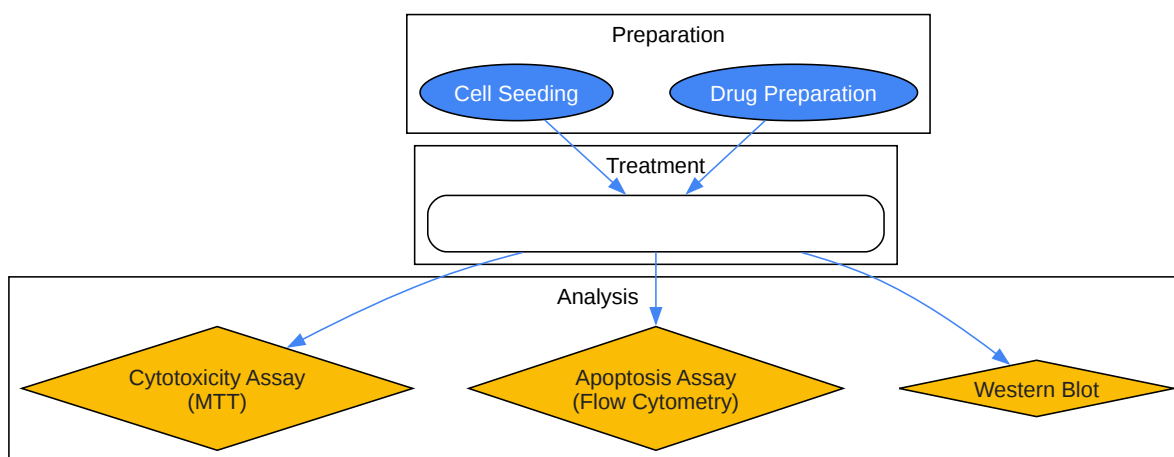 Preparation
Cell Seeding
Drug Preparation
Treatment
Analysis
Cytotoxicity Assay
(MTT)
Apoptosis Assay
(Flow Cytometry)
Western Blot